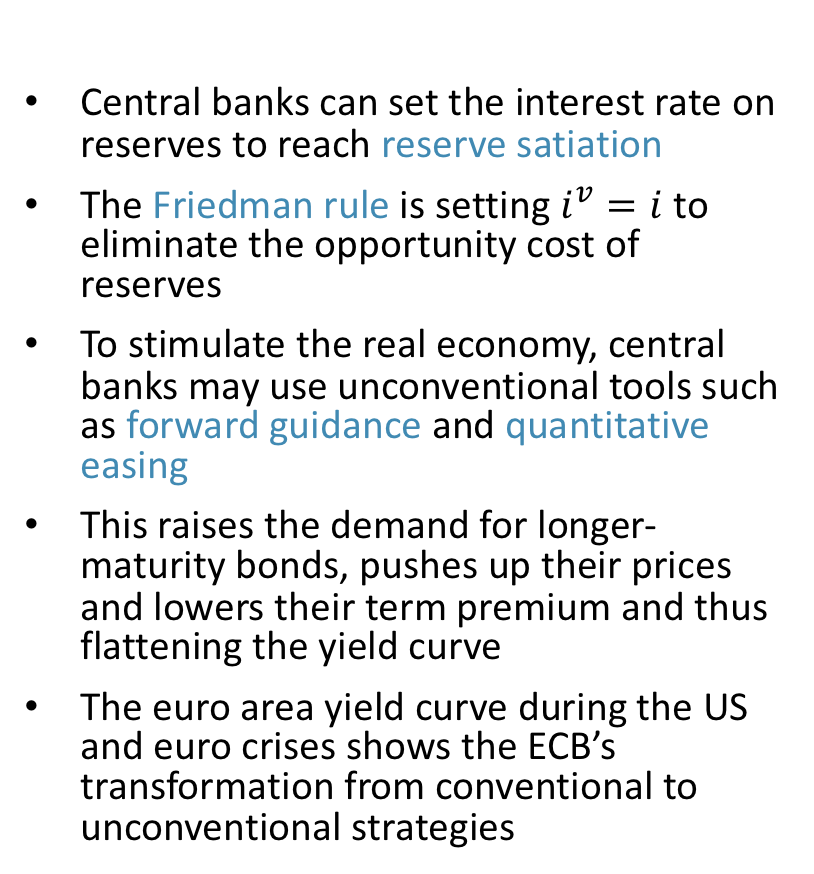 • Central banks can set the interest rate on
reserves to reach reserve satiation
• The Friedman rule is setting 𝑖ᵛ = 𝑖 to
eliminate the opportunity cost of
reserves
• To stimulate the real economy, central
banks may use unconventional tools such
as forward guidance and quantitative
easing
• This raises the demand for longer-
maturity bonds, pushes up their prices
and lowers their term premium and thus
flattening the yield curve
• The euro area yield curve during the US
and euro crises shows the ECB’s
transformation from conventional to
unconventional strategies